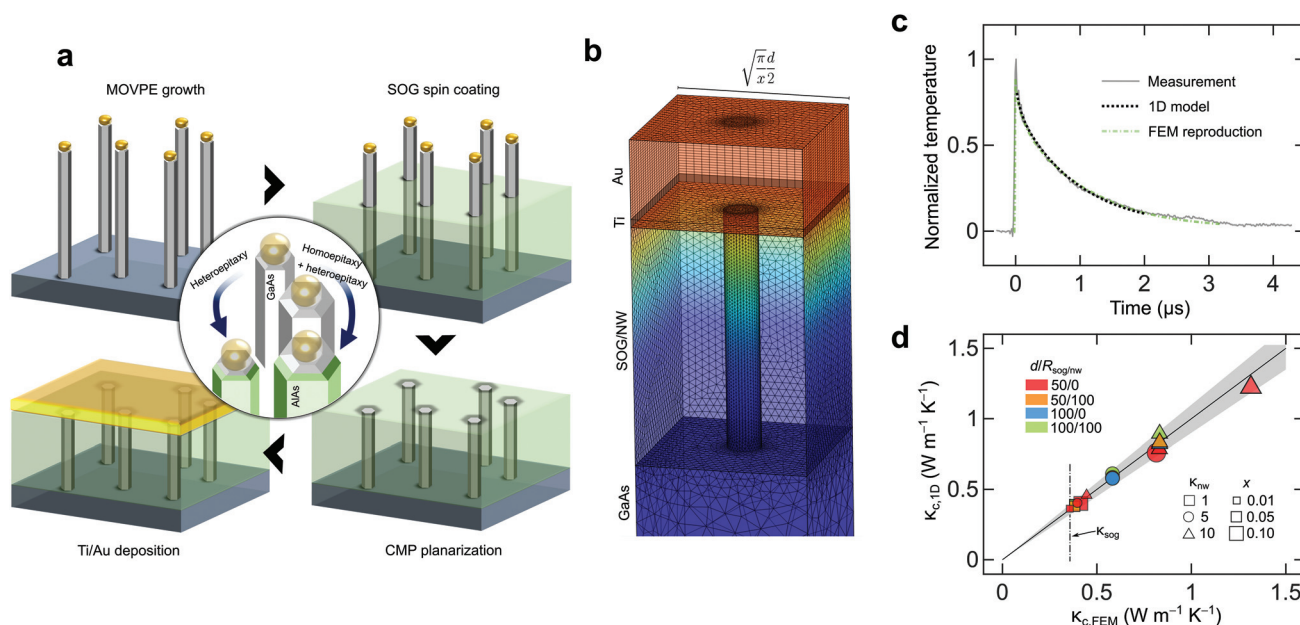 a
MOVPE growth
SOG spin coating
Heteroepitaxy
GaAs
Homoepitaxy
+ heteroepitaxy
AlAs
Ti/Au deposition
CMP planarization
b
√(π/x) d/2
Au
Ti
SOG/NW
GaAs
c
Normalized temperature
1
0.5
0
Measurement
1D model
FEM reproduction
0 1 2 3 4
Time (µs)
d
κc,1D (W m⁻¹ K⁻¹)
1.5
1
0.5
0
d/Rsog/nw
50/0
50/100
100/0
100/100
κnw x
1 0.01
5 0.05
10 0.10
κsog
0 0.5 1 1.5
κc,FEM (W m⁻¹ K⁻¹)